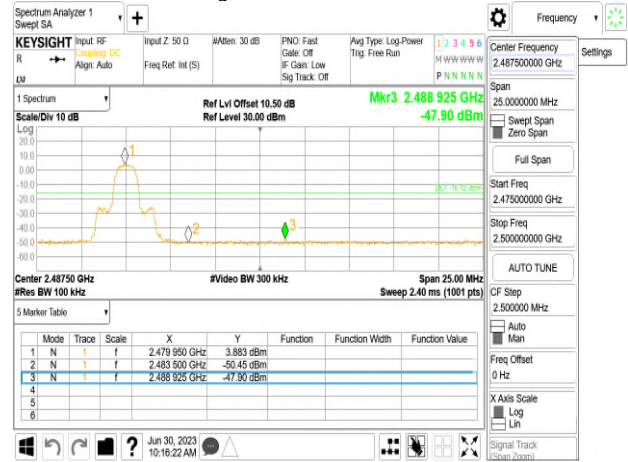 Spectrum Analyzer 1
Swept SA
Frequency
KEYSIGHT
R
Input: RF
Coupling: DC
Align: Auto
Input Z: 50 Ω
Freq Ref: Int (S)
#Atten: 30 dB
PNO: Fast
Gate: Off
IF Gain: Low
Sig Track: Off
Avg Type: Log-Power
Trig: Free Run
1 2 3 4 5 6
M W W W W W
P N N N N N
1 Spectrum
Scale/Div 10 dB
Ref Lvl Offset 10.50 dB
Ref Level 30.00 dBm
Mkr3 2.488 925 GHz
-47.90 dBm
Log
20.0
10.0
0.00
-10.0
-20.0
-30.0
-40.0
-50.0
-60.0
1
2
3
DL1 -16.12 dBm
Center 2.48750 GHz
#Res BW 100 kHz
#Video BW 300 kHz
Span 25.00 MHz
Sweep 2.40 ms (1001 pts)
5 Marker Table
Mode Trace Scale X Y Function Function Width Function Value
1 N 1 f 2.479 950 GHz 3.883 dBm
2 N 1 f 2.483 500 GHz -50.45 dBm
3 N 1 f 2.488 925 GHz -47.90 dBm
4
5
6
Jun 30, 2023
10:16:22 AM
Center Frequency
2.487500000 GHz
Settings
Span
25.0000000 MHz
Swept Span
Zero Span
Full Span
Start Freq
2.475000000 GHz
Stop Freq
2.500000000 GHz
AUTO TUNE
CF Step
2.500000 MHz
Auto
Man
Freq Offset
0 Hz
X Axis Scale
Log
Lin
Signal Track
(Span Zoom)